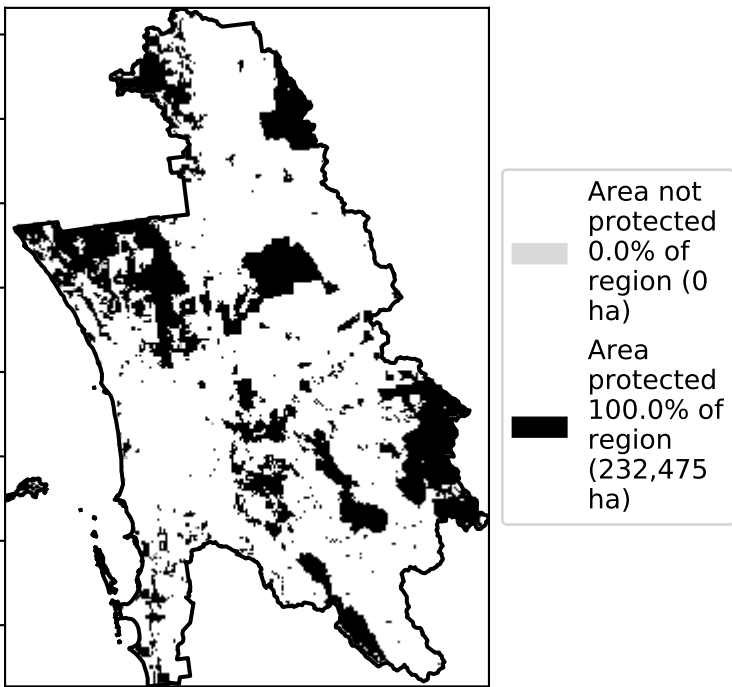 Area not
protected
0.0% of
region (0
ha)
Area
protected
100.0% of
region
(232,475
ha)